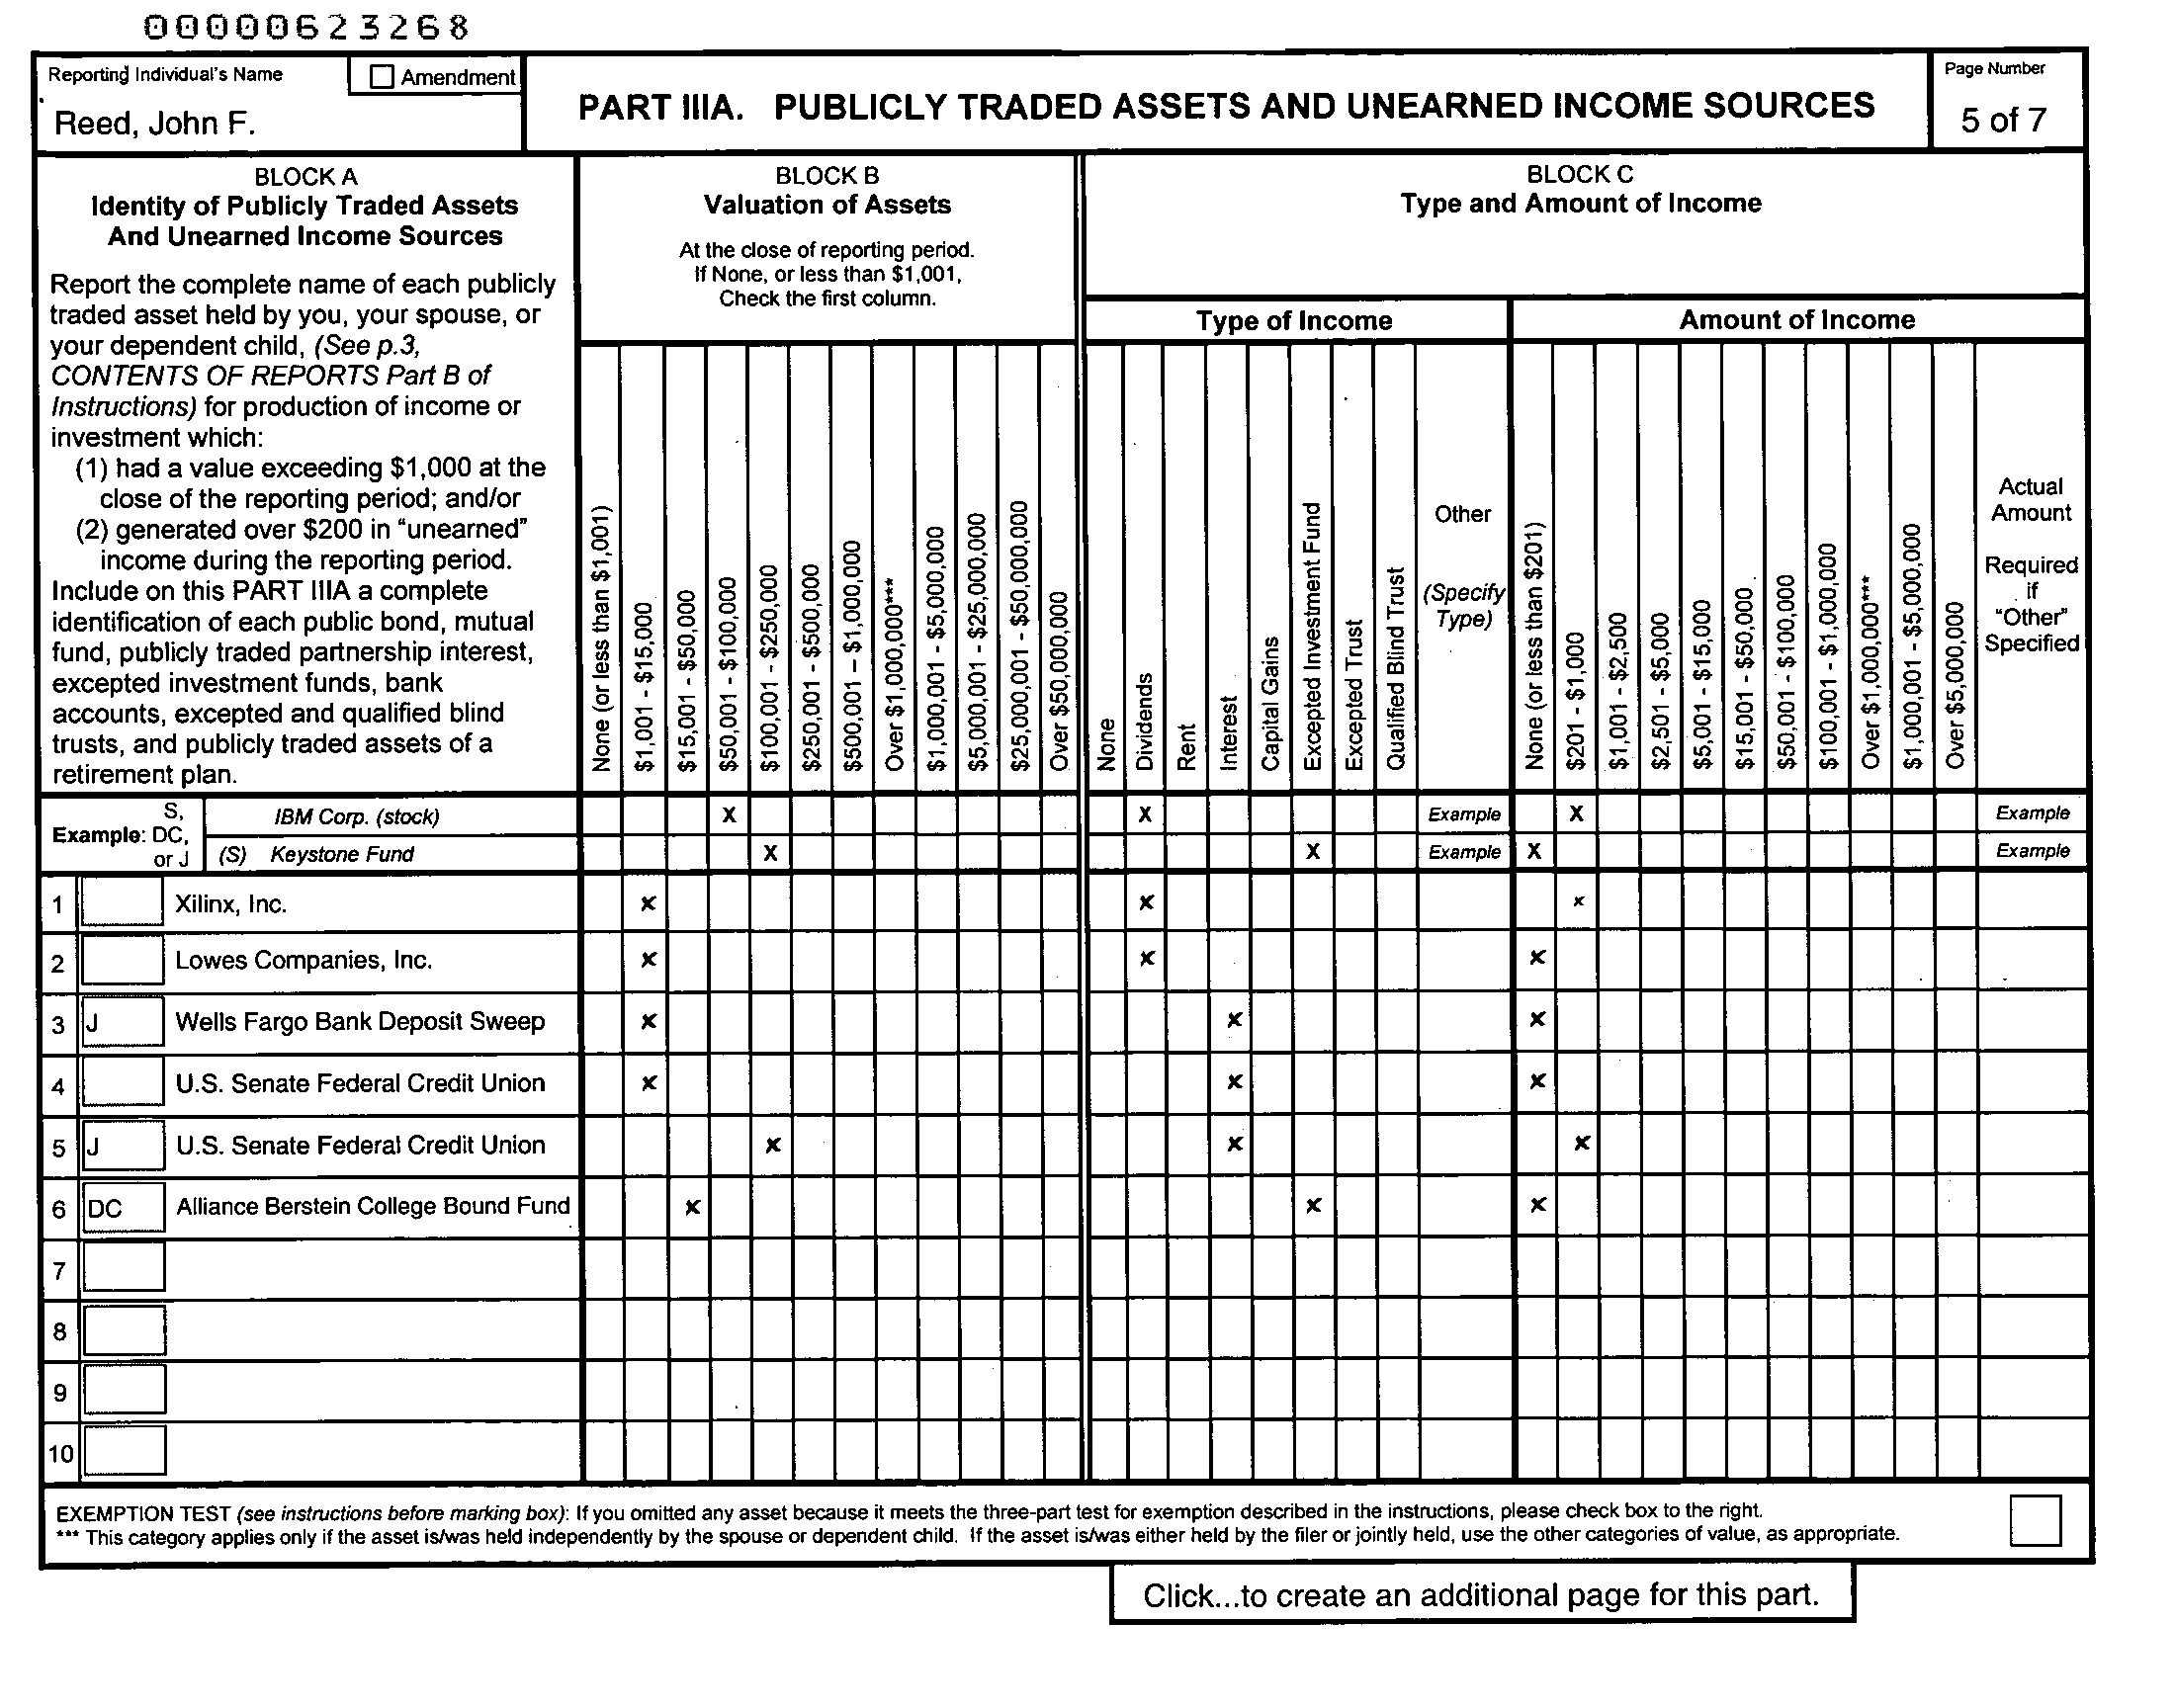 00000623268
Reporting Individual's Name
Amendment
Reed, John F.
PART IIIA. PUBLICLY TRADED ASSETS AND UNEARNED INCOME SOURCES
Page Number
5 of 7
BLOCK A
Identity of Publicly Traded Assets
And Unearned Income Sources
Report the complete name of each publicly
traded asset held by you, your spouse, or
your dependent child, (See p.3,
CONTENTS OF REPORTS Part B of
Instructions) for production of income or
investment which:
(1) had a value exceeding $1,000 at the
close of the reporting period; and/or
(2) generated over $200 in "unearned"
income during the reporting period.
Include on this PART IIIA a complete
identification of each public bond, mutual
fund, publicly traded partnership interest,
excepted investment funds, bank
accounts, excepted and qualified blind
trusts, and publicly traded assets of a
retirement plan.
BLOCK B
Valuation of Assets
At the close of reporting period.
If None, or less than $1,001,
Check the first column.
None (or less than $1,001)
$1,001 - $15,000
$15,001 - $50,000
$50,001 - $100,000
$100,001 - $250,000
$250,001 - $500,000
$500,001 – $1,000,000
Over $1,000,000***
$1,000,001 - $5,000,000
$5,000,001 - $25,000,000
$25,000,001 - $50,000,000
Over $50,000,000
BLOCK C
Type and Amount of Income
Type of Income
None
Dividends
Rent
Interest
Capital Gains
Excepted Investment Fund
Excepted Trust
Qualified Blind Trust
Other
(Specify
Type)
Amount of Income
None (or less than $201)
$201 - $1,000
$1,001 - $2,500
$2,501 - $5,000
$5,001 - $15,000
$15,001 - $50,000
$50,001 - $100,000
$100,001 - $1,000,000
Over $1,000,000***
$1,000,001 - $5,000,000
Over $5,000,000
Actual
Amount
Required
if
"Other"
Specified
Example: S,
DC,
or J
IBM Corp. (stock) X X Example X Example
(S) Keystone Fund X X Example X Example
1 Xilinx, Inc. x x x
2 Lowes Companies, Inc. x x x
3 J Wells Fargo Bank Deposit Sweep x x x
4 U.S. Senate Federal Credit Union x x x
5 J U.S. Senate Federal Credit Union x x x
6 DC Alliance Berstein College Bound Fund x x x
7
8
9
10
EXEMPTION TEST (see instructions before marking box): If you omitted any asset because it meets the three-part test for exemption described in the instructions, please check box to the right.
*** This category applies only if the asset is/was held independently by the spouse or dependent child. If the asset is/was either held by the filer or jointly held, use the other categories of value, as appropriate.
Click...to create an additional page for this part.